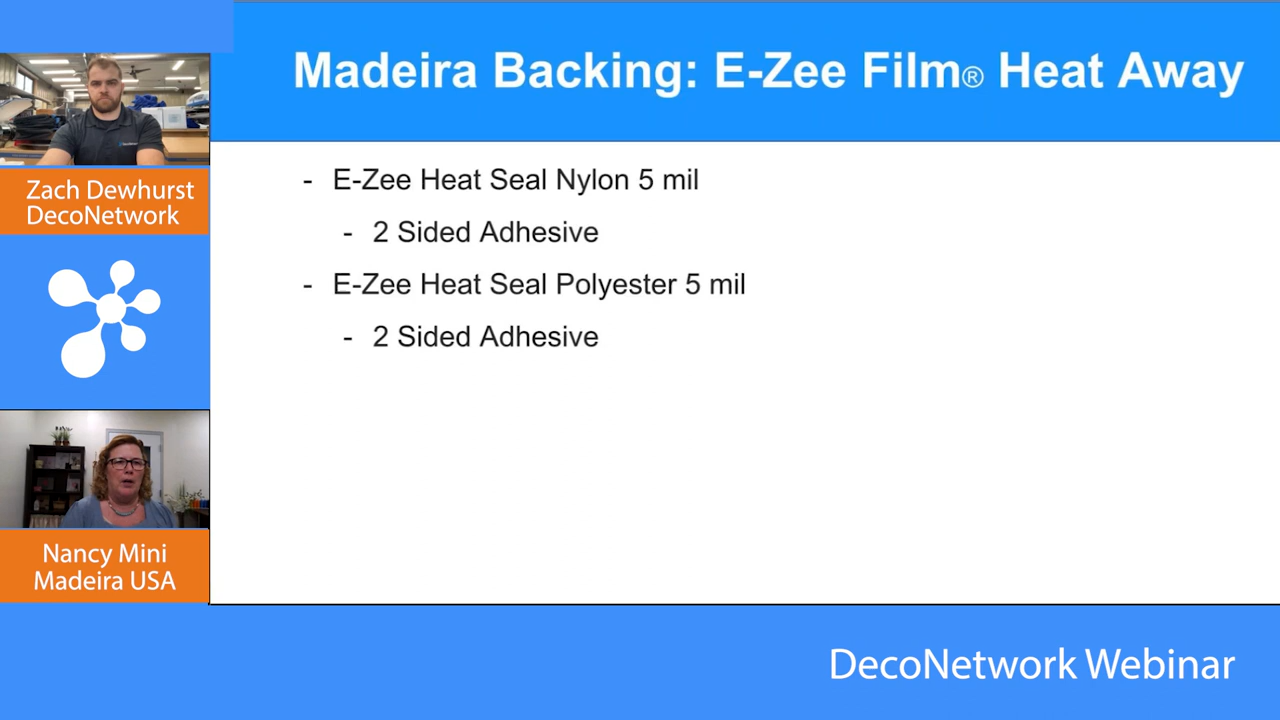 Madeira Backing: E-Zee Film® Heat Away
- E-Zee Heat Seal Nylon 5 mil
- 2 Sided Adhesive
- E-Zee Heat Seal Polyester 5 mil
- 2 Sided Adhesive
Zach Dewhurst
DecoNetwork
Nancy Mini
Madeira USA
DecoNetwork Webinar